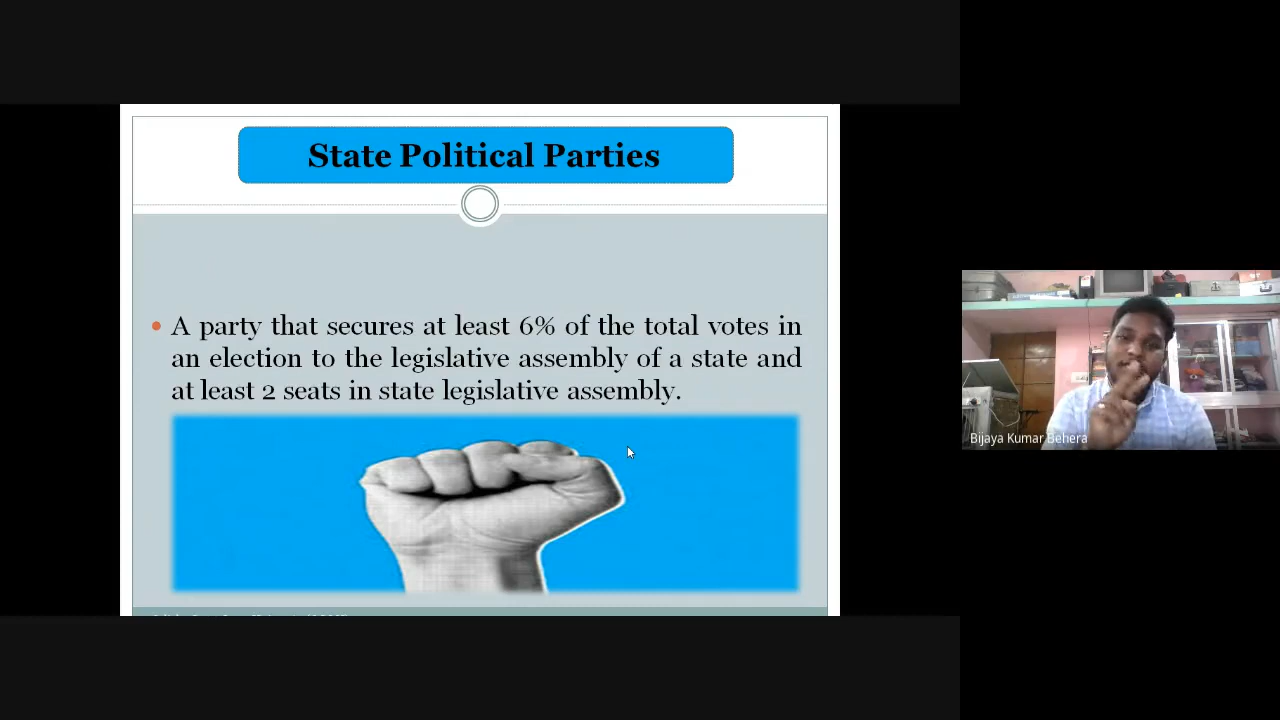 State Political Parties
A party that secures at least 6% of the total votes in
an election to the legislative assembly of a state and
at least 2 seats in state legislative assembly.
Bijaya Kumar Behera